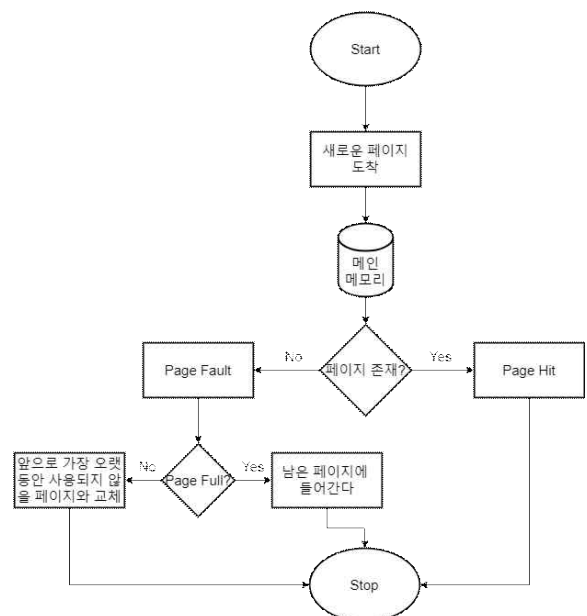 Start
새로운 페이지
도착
메인
메모리
페이지 존재?
No
Yes
Page Fault
Page Hit
Page Full?
No
Yes
앞으로 가장 오랫
동안 사용되지 않
을 페이지와 교체
남은 페이지에
들어간다
Stop